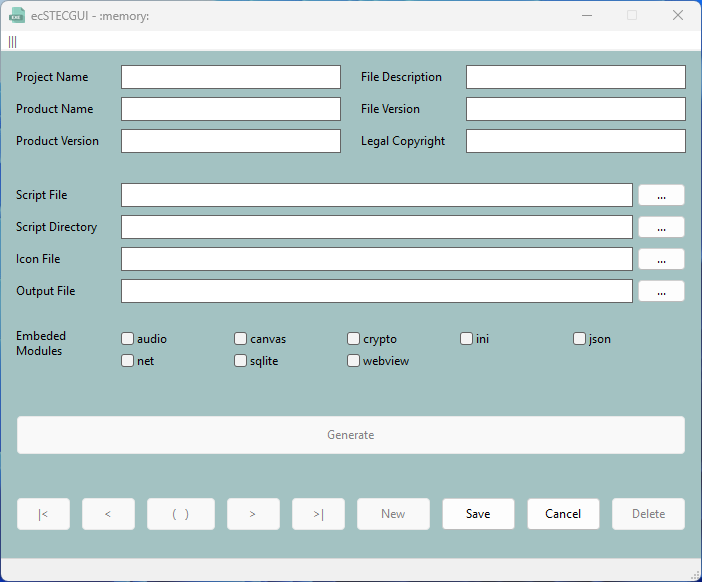 ecSTECGUI - :memory:
|||
Project Name File Description
Product Name File Version
Product Version Legal Copyright
Script File ...
Script Directory ...
Icon File ...
Output File ...
Embeded
Modules
audio canvas crypto ini json
net sqlite webview
Generate
|< < ( ) > >| New Save Cancel Delete